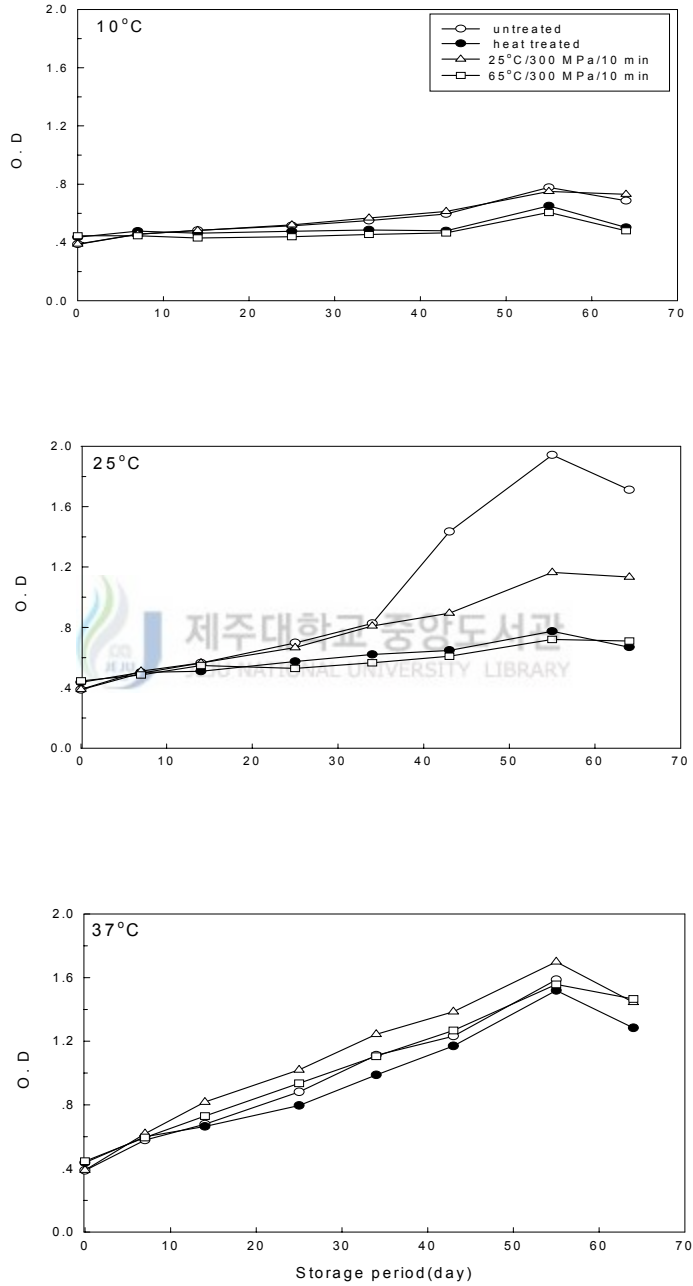 10°C
untreated
heat treated
25°C/300 MPa/10 min
65°C/300 MPa/10 min
2.0
1.6
1.2
.8
.4
0.0
O. D
0 10 20 30 40 50 60 70
25°C
2.0
1.6
1.2
.8
.4
0.0
O. D
제주대학교 중앙도서관
JEJU NATIONAL UNIVERSITY LIBRARY
JEJU
0 10 20 30 40 50 60 70
37°C
2.0
1.6
1.2
.8
.4
0.0
O. D
0 10 20 30 40 50 60 70
Storage period(day)